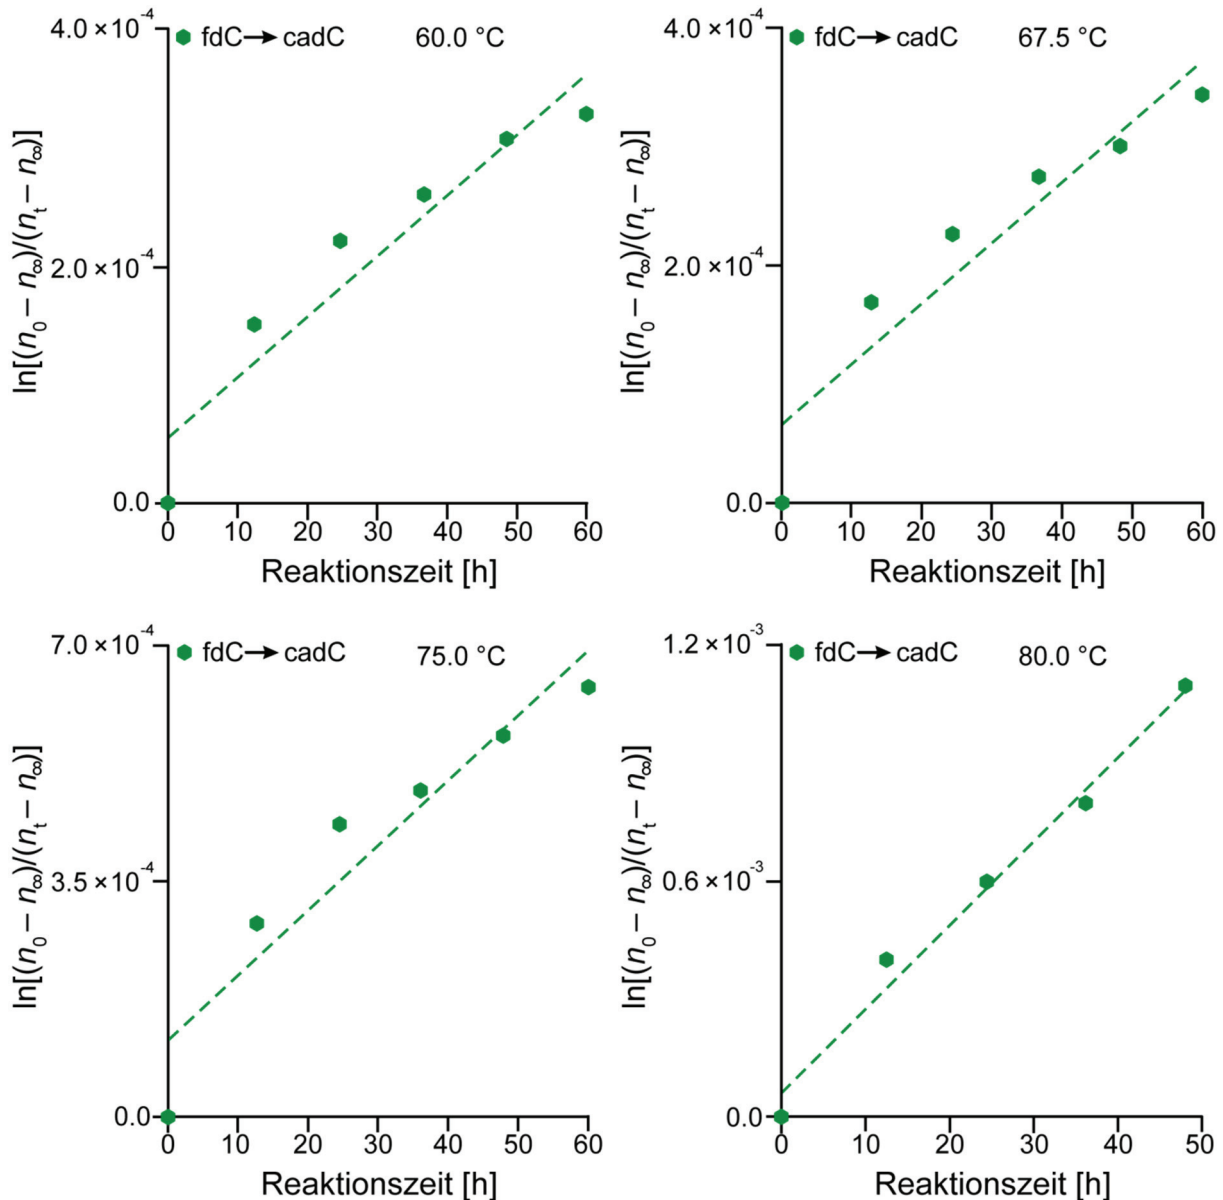 fdC→cadC 60.0 °C
4.0 ×10⁻⁴
2.0 ×10⁻⁴
0.0
ln[(n₀ − n∞)/(nₜ − n∞)]
0 10 20 30 40 50 60
Reaktionszeit [h]
fdC→cadC 67.5 °C
4.0 ×10⁻⁴
2.0 ×10⁻⁴
0.0
ln[(n₀ − n∞)/(nₜ − n∞)]
0 10 20 30 40 50 60
Reaktionszeit [h]
fdC→cadC 75.0 °C
7.0 ×10⁻⁴
3.5 ×10⁻⁴
0.0
ln[(n₀ − n∞)/(nₜ − n∞)]
0 10 20 30 40 50 60
Reaktionszeit [h]
fdC→cadC 80.0 °C
1.2 ×10⁻³
0.6 ×10⁻³
0.0
ln[(n₀ − n∞)/(nₜ − n∞)]
0 10 20 30 40 50
Reaktionszeit [h]